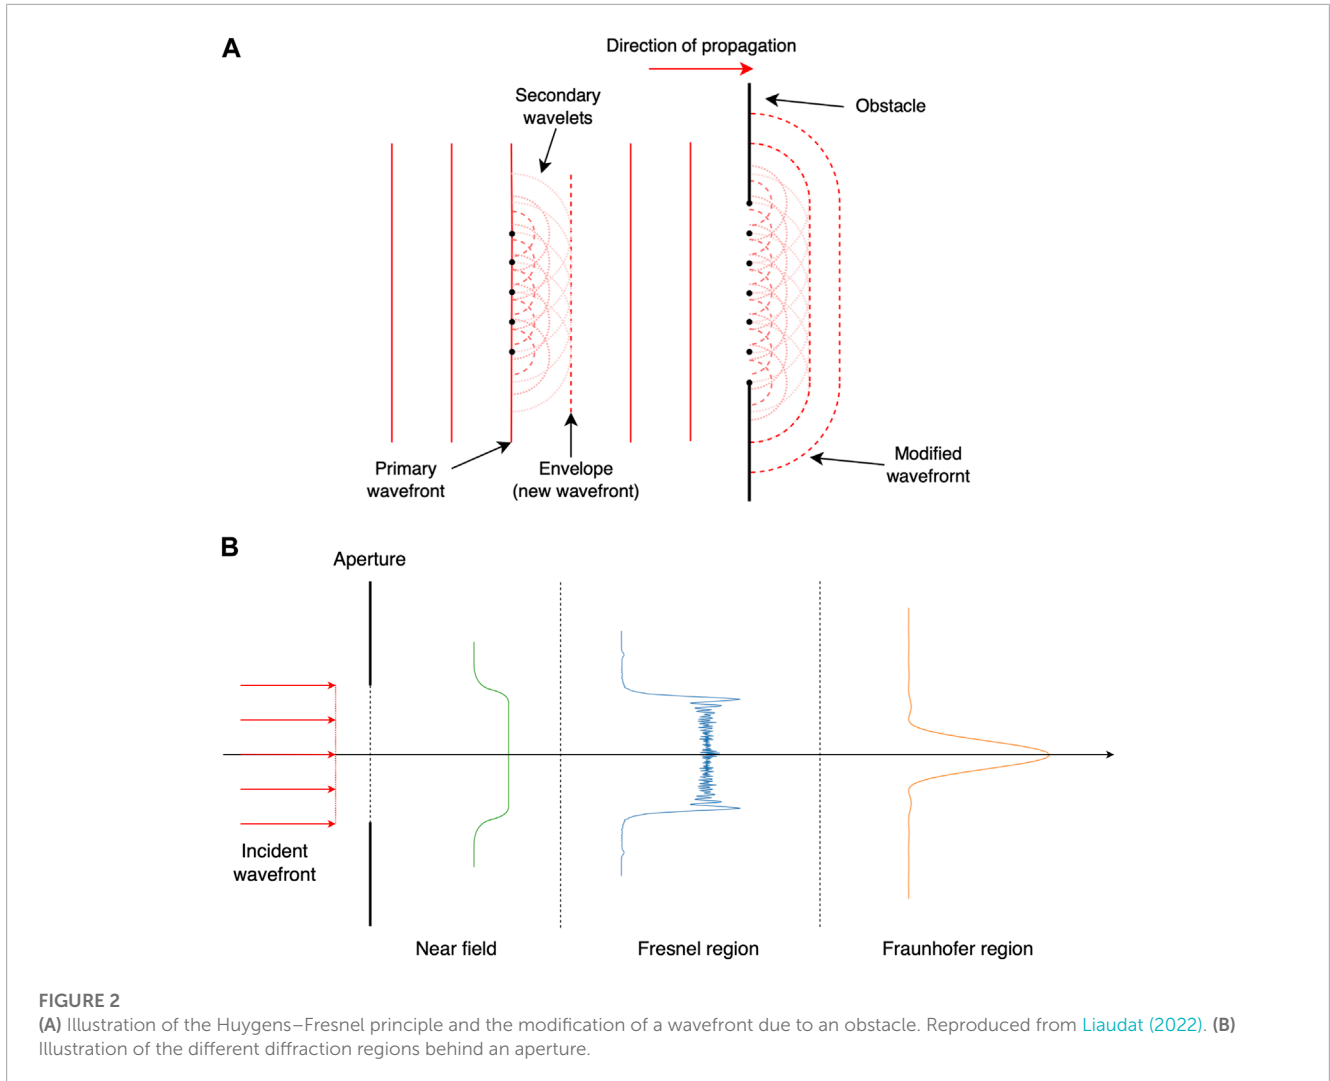 A
Direction of propagation
Secondary
wavelets
Obstacle
Primary
wavefront
Envelope
(new wavefront)
Modified
wavefrornt
B
Aperture
Incident
wavefront
Near field
Fresnel region
Fraunhofer region
FIGURE 2
(A) Illustration of the Huygens–Fresnel principle and the modification of a wavefront due to an obstacle. Reproduced from Liaudat (2022). (B)
Illustration of the different diffraction regions behind an aperture.